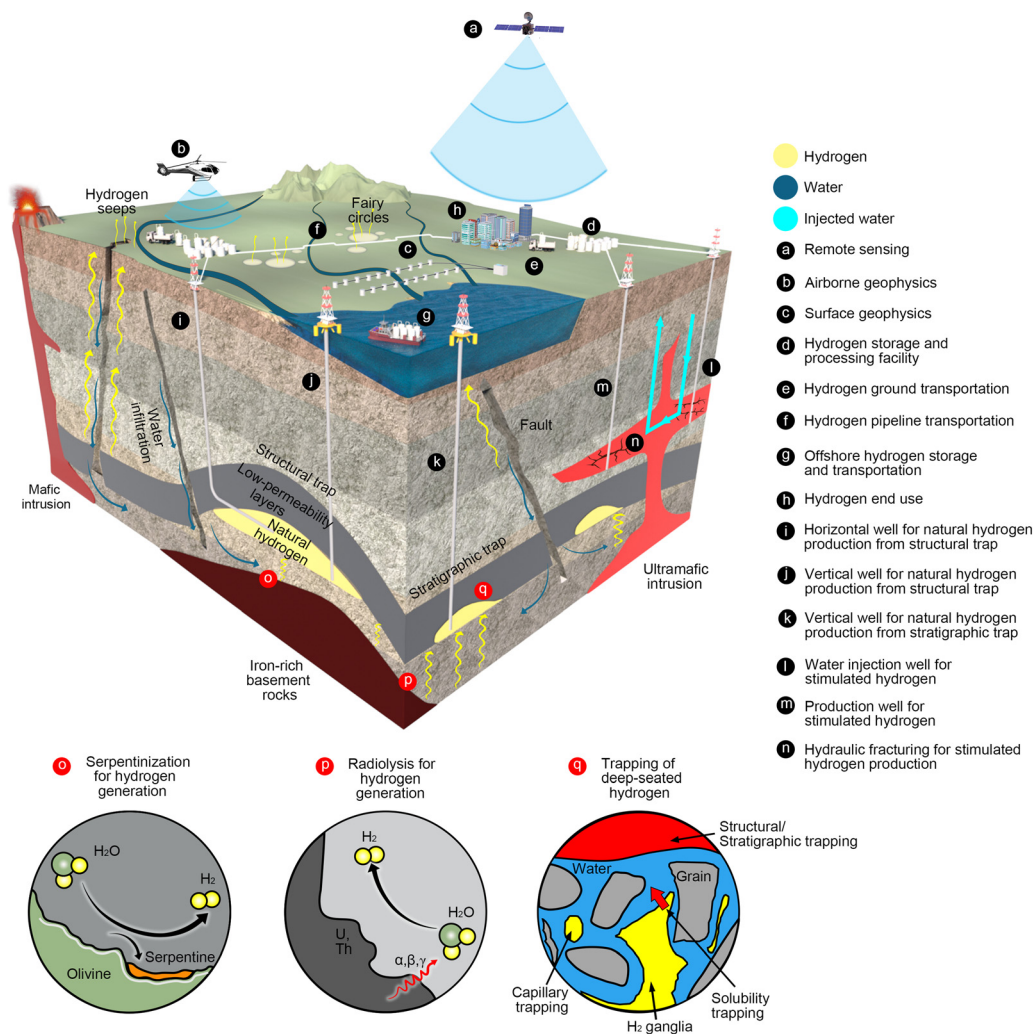 a
b
Hydrogen
seeps
Fairy
circles
f
h
d
c
e
g
i
j
k
l
m
n
Water
infiltration
Fault
Structural trap
Low-permeability
layers
Natural
hydrogen
Stratigraphic trap
Mafic
intrusion
Ultramafic
intrusion
Iron-rich
basement
rocks
o
p
q
Hydrogen
Water
Injected water
a Remote sensing
b Airborne geophysics
c Surface geophysics
d Hydrogen storage and
processing facility
e Hydrogen ground transportation
f Hydrogen pipeline transportation
g Offshore hydrogen storage
and transportation
h Hydrogen end use
i Horizontal well for natural hydrogen
production from structural trap
j Vertical well for natural hydrogen
production from structural trap
k Vertical well for natural hydrogen
production from stratigraphic trap
l Water injection well for
stimulated hydrogen
m Production well for
stimulated hydrogen
n Hydraulic fracturing for stimulated
hydrogen production
o Serpentinization
for hydrogen
generation
H₂O
H₂
Serpentine
Olivine
p Radiolysis for
hydrogen
generation
H₂
H₂O
U,
Th
α,β,γ
q Trapping of
deep-seated
hydrogen
Structural/
Stratigraphic trapping
Water
Grain
Capillary
trapping
Solubility
trapping
H₂ ganglia